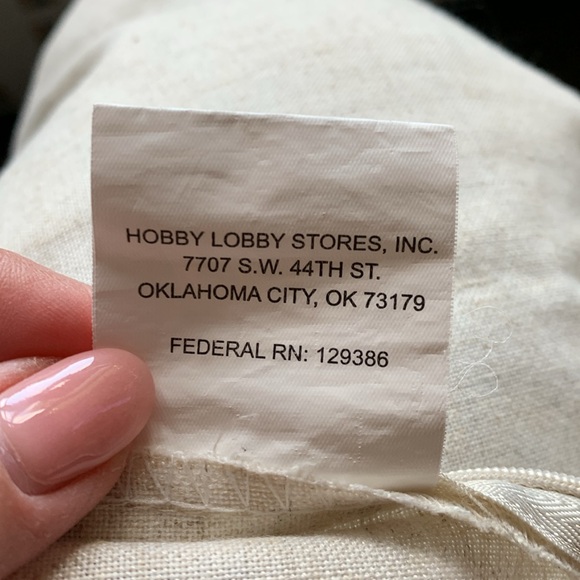 HOBBY LOBBY STORES, INC.
7707 S.W. 44TH ST.
OKLAHOMA CITY, OK 73179
FEDERAL RN: 129386